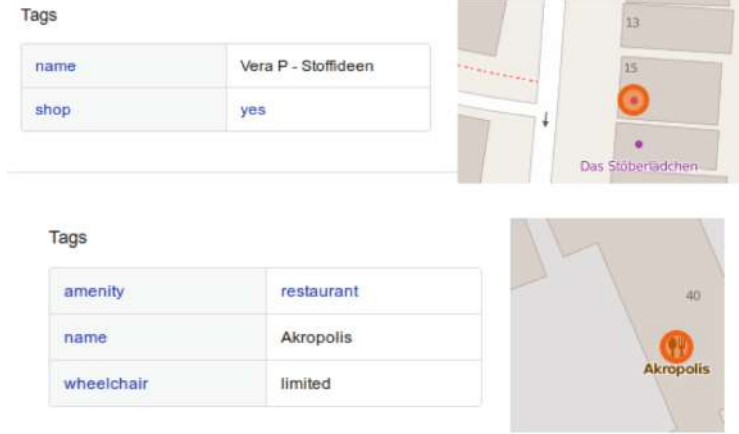 Tags
name Vera P - Stoffideen
shop yes
13
15
Das Stöberlädchen
Tags
amenity restaurant
name Akropolis
wheelchair limited
40
Akropolis